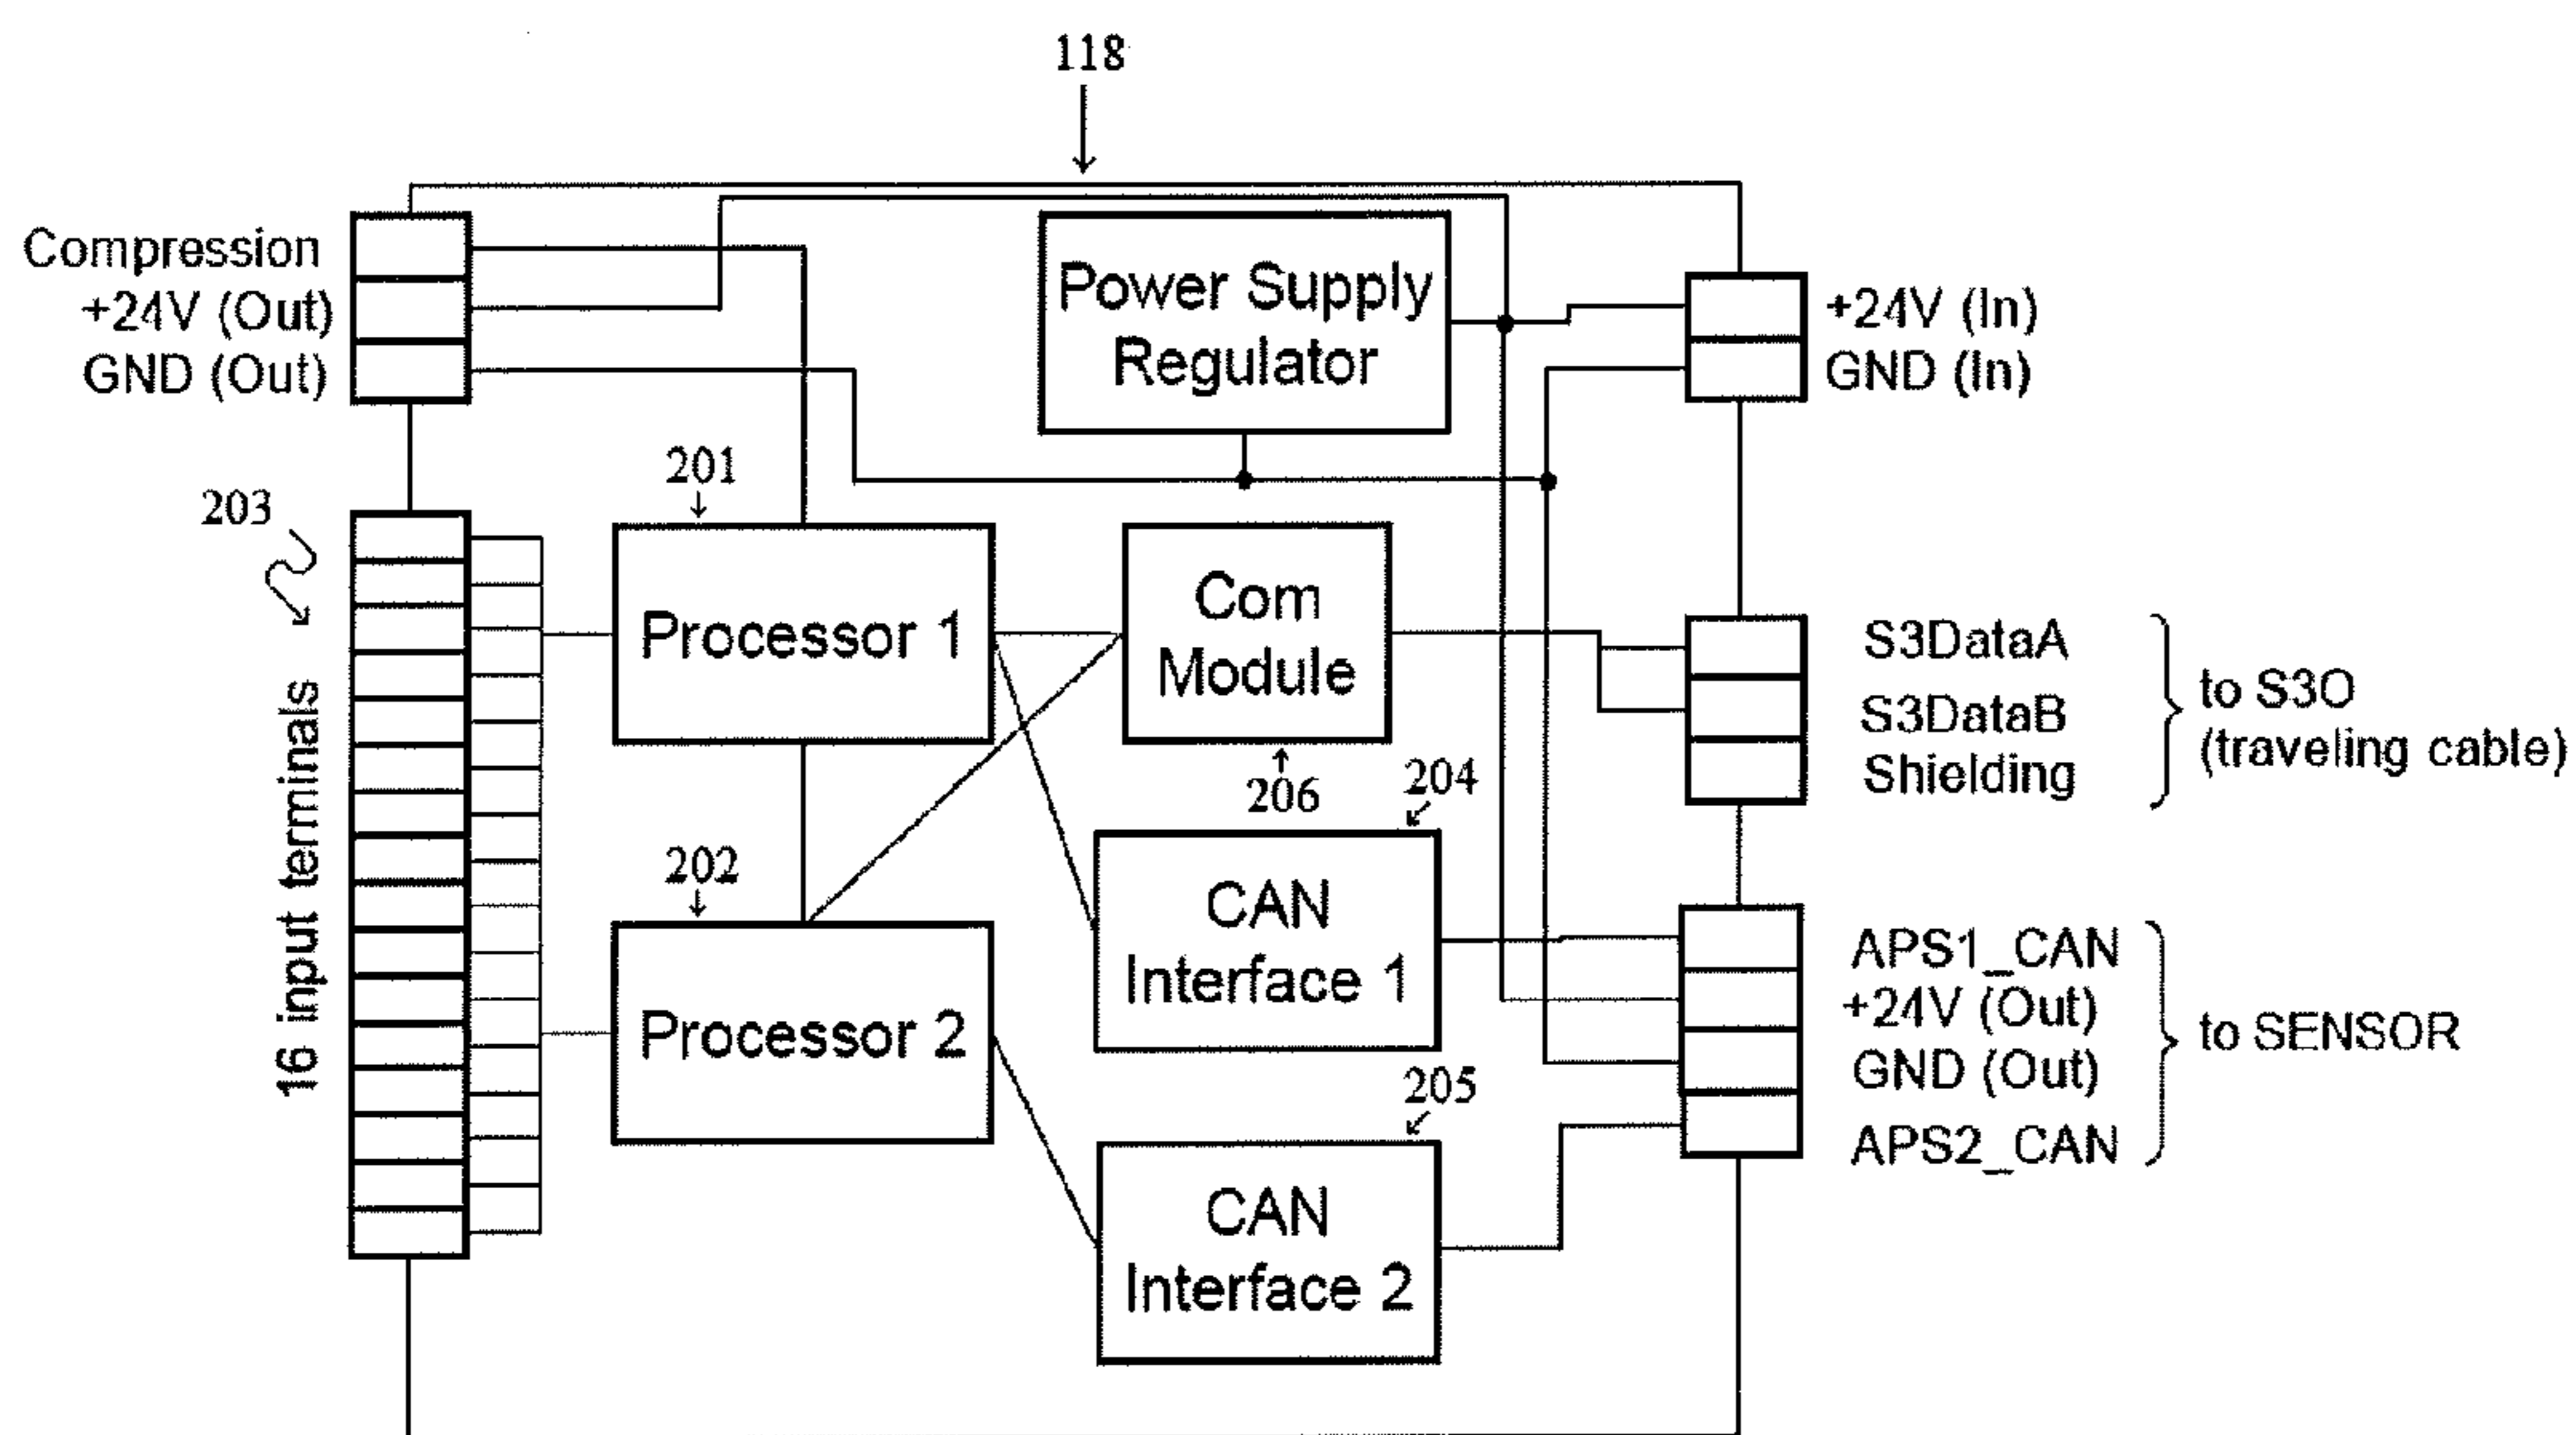 118
Compression
+24V (Out)
GND (Out)
Power Supply
Regulator
+24V (In)
GND (In)
203
16 input terminals
201
Processor 1
Com
Module
206
S3DataA
S3DataB
Shielding
to S3O
(traveling cable)
202
Processor 2
204
CAN
Interface 1
205
CAN
Interface 2
APS1_CAN
+24V (Out)
GND (Out)
APS2_CAN
to SENSOR